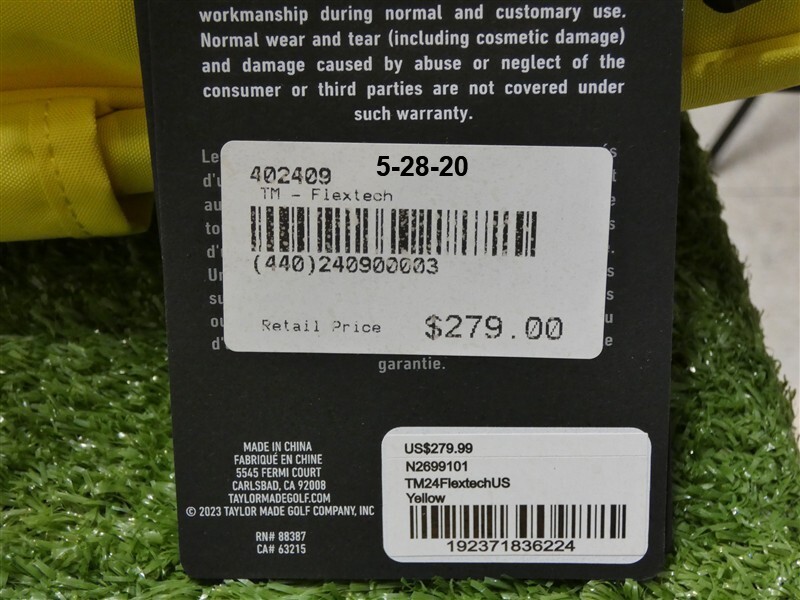 workmanship during normal and customary use.
Normal wear and tear (including cosmetic damage)
and damage caused by abuse or neglect of the
consumer or third parties are not covered under
such warranty.
402409
5-28-20
TM - Flextech
(440)240900003
Retail Price $279.00
garantie.
MADE IN CHINA
FABRIQUÉ EN CHINE
5545 FERMI COURT
CARLSBAD, CA 92008
TAYLORMADEGOLF.COM
© 2023 TAYLOR MADE GOLF COMPANY, INC
RN# 88387
CA# 63215
US$279.99
N2699101
TM24FlextechUS
Yellow
192371836224